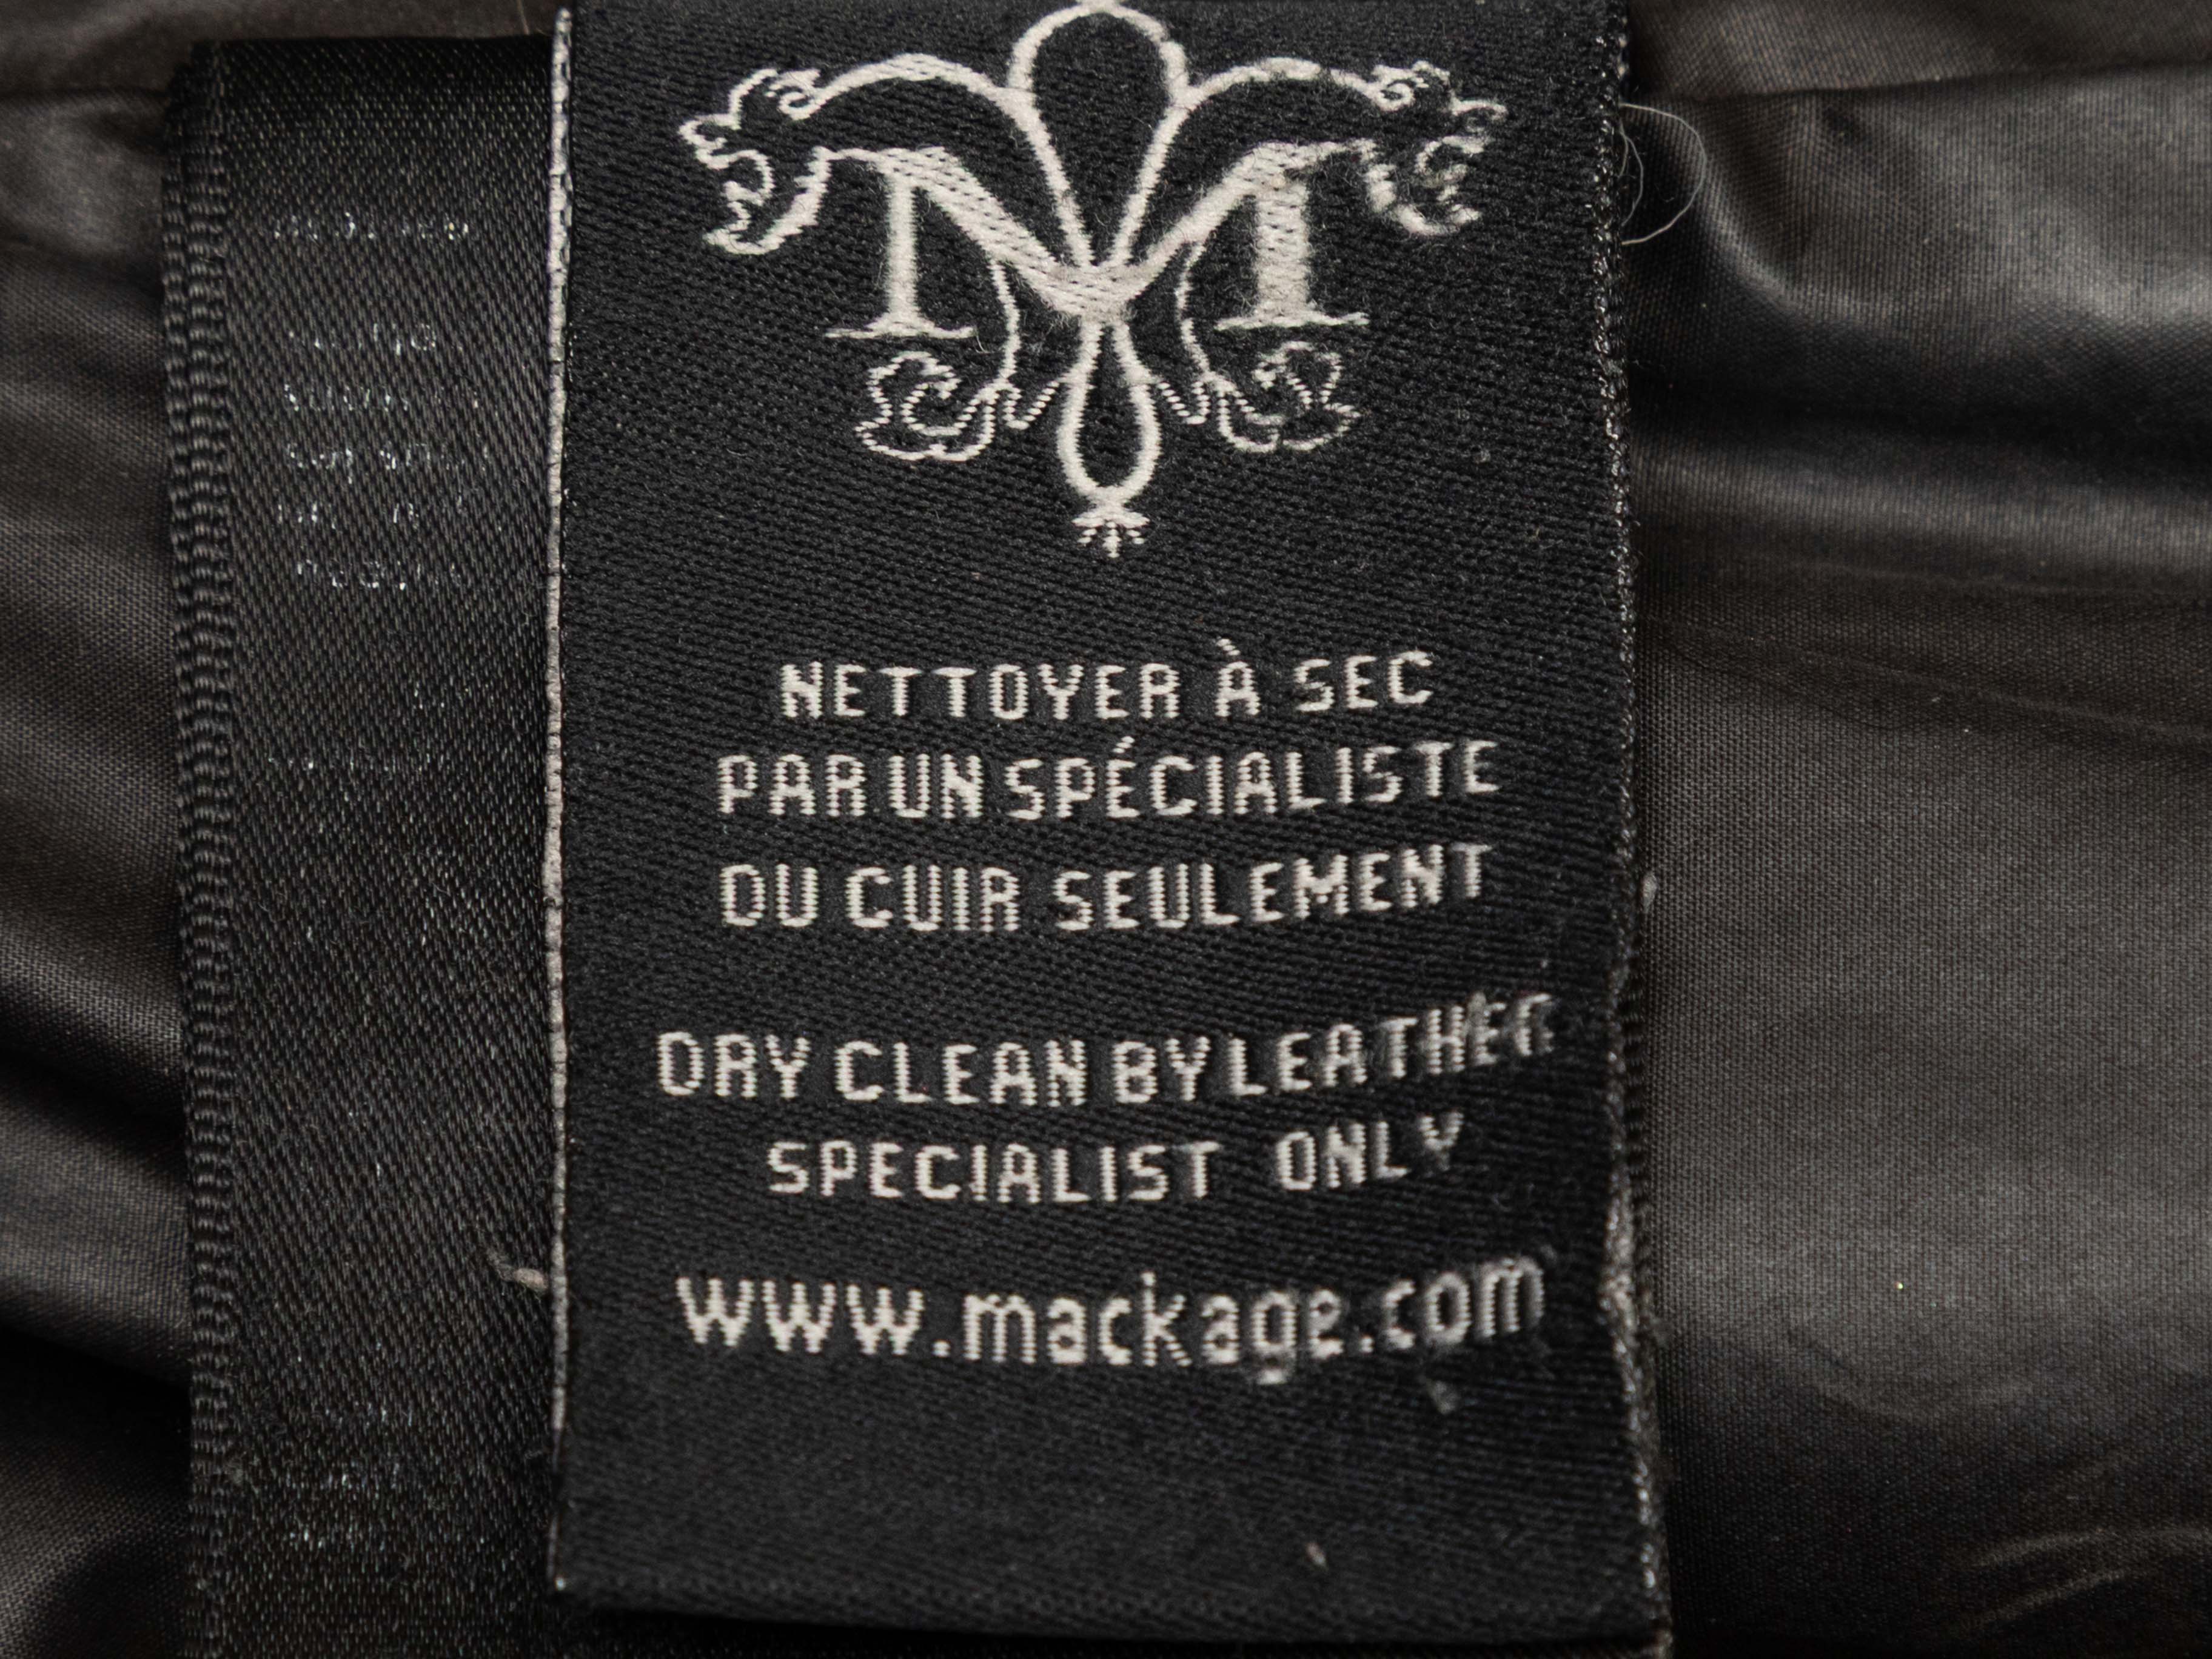 M
NETTOYER À SEC
PAR UN SPÉCIALISTE
DU CUIR SEULEMENT
DRY CLEAN BY LEATHER
SPECIALIST ONLY
www.mackage.com